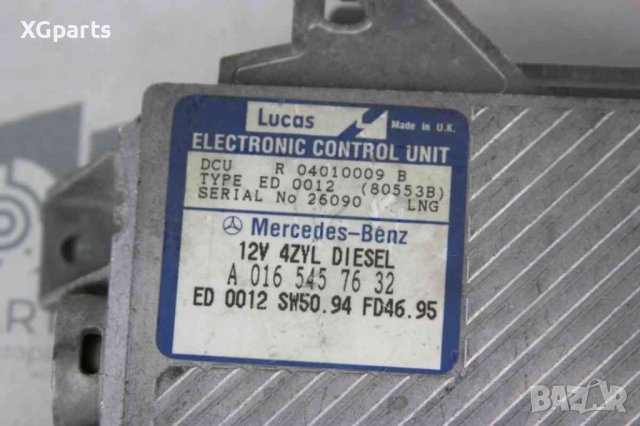 XGparts
Lucas
Made in U.K.
ELECTRONIC CONTROL UNIT
DCU R 04010009 B
TYPE ED 0012 (80553B)
SERIAL No 26090 LNG
Mercedes-Benz
12V 4ZYL DIESEL
A 016 545 76 32
ED 0012 SW50.94 FD46.95
BAZAR